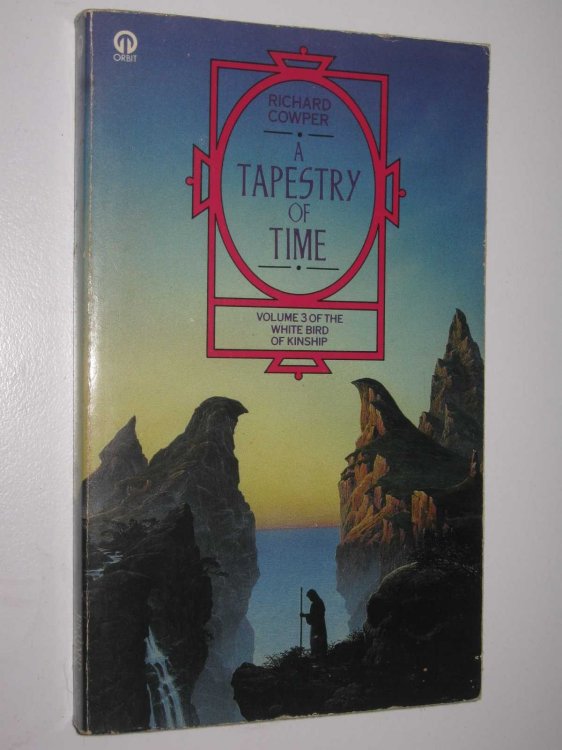 ORBIT
RICHARD
COWPER
A
TAPESTRY
OF
TIME
VOLUME 3 OF THE
WHITE BIRD
OF KINSHIP